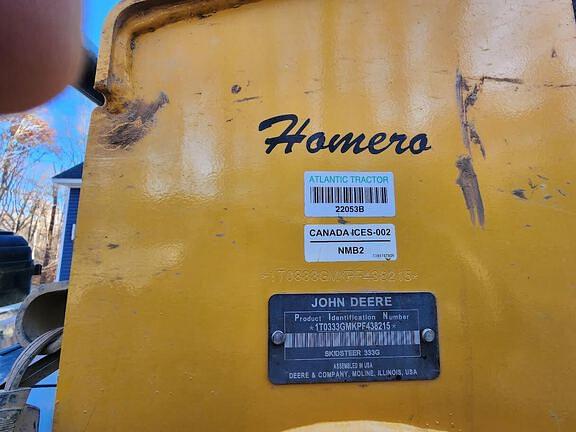 Homero
ATLANTIC TRACTOR
22053B
CANADA ICES-002
NMB2
*1T0333GMKPF438215*
JOHN DEERE
Product Identification Number
*1T0333GMKPF438215*
SKIDSTEER 333G
ASSEMBLED IN USA
DEERE & COMPANY, MOLINE, ILLINOIS, USA